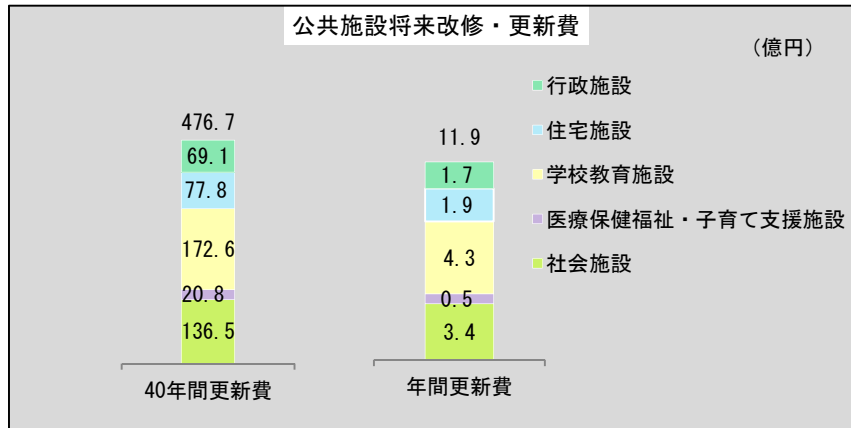 公共施設将来改修・更新費
（億円）
476.7
69.1
77.8
172.6
20.8
136.5
40年間更新費
11.9
1.7
1.9
4.3
0.5
3.4
年間更新費
行政施設
住宅施設
学校教育施設
医療保健福祉・子育て支援施設
社会施設